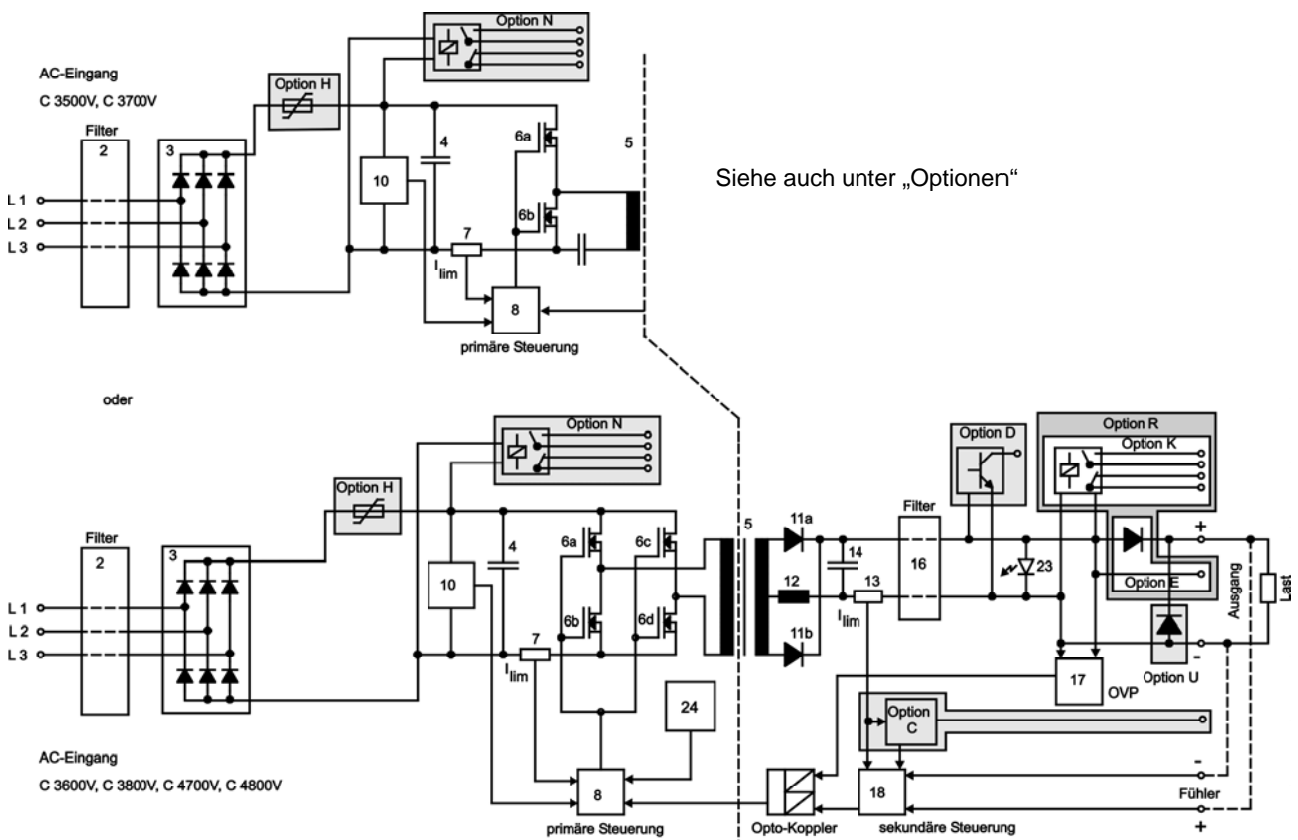 Option N
AC-Eingang
C 3500V, C 3700V
Option H
Filter
2
3
4
5
6a
10
6b
L 1
L 2
L 3
7
Ilim
8
primäre Steuerung
Siehe auch unter „Optionen“
oder
Option N
Option H
Filter
2
3
4
6a
6c
10
6b
6d
L 1
L 2
L 3
7
Ilim
24
8
primäre Steuerung
AC-Eingang
C 3600V, C 3800V, C 4700V, C 4800V
5
11a
14
12
13
Ilim
11b
Filter
16
Option D
23
Option R
Option K
+
Option E
Ausgang
Last
-
Option U
17
OVP
Option
C
18
-
Fühler
+
Opto-Koppler
sekundäre Steuerung